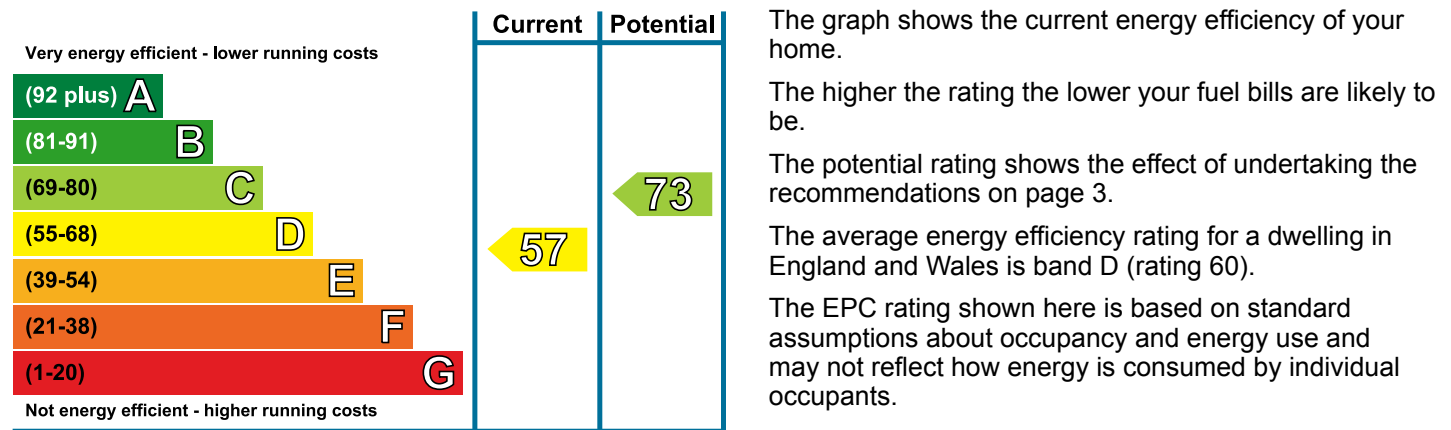 Current Potential
Very energy efficient - lower running costs
(92 plus) A
(81-91) B
(69-80) C
73
(55-68) D
57
(39-54) E
(21-38) F
(1-20) G
Not energy efficient - higher running costs
The graph shows the current energy efficiency of your
home.
The higher the rating the lower your fuel bills are likely to
be.
The potential rating shows the effect of undertaking the
recommendations on page 3.
The average energy efficiency rating for a dwelling in
England and Wales is band D (rating 60).
The EPC rating shown here is based on standard
assumptions about occupancy and energy use and
may not reflect how energy is consumed by individual
occupants.